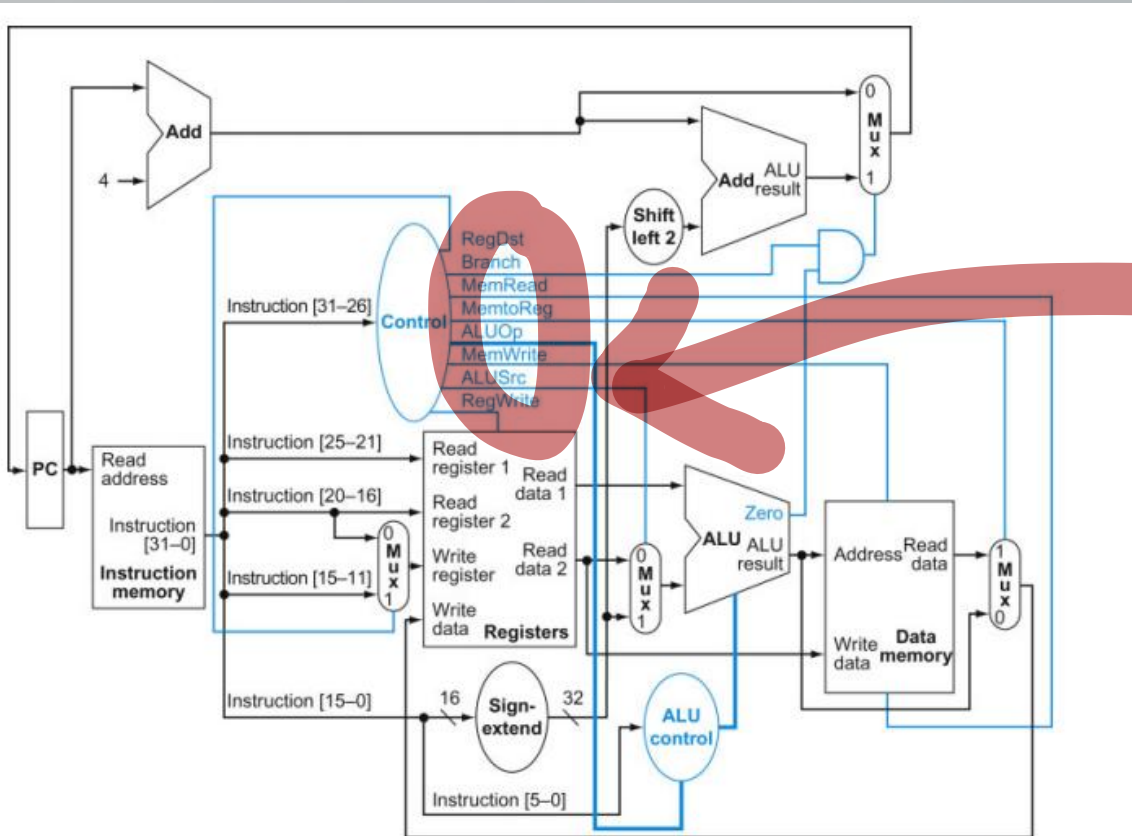 0
M
u
x
1
Add
4
Add
ALU
result
Shift
left 2
RegDst
Branch
MemRead
MemtoReg
ALUOp
MemWrite
ALUSrc
RegWrite
Control
Instruction [31–26]
Instruction [25–21]
Instruction [20–16]
Instruction [15–11]
Instruction [15–0]
Instruction [5–0]
PC
Read
address
Instruction
[31–0]
Instruction
memory
0
M
u
x
1
Read
register 1
Read
register 2
Write
register
Write
data
Read
data 1
Read
data 2
Registers
16
Sign-
extend
32
0
M
u
x
1
Zero
ALU
ALU
result
ALU
control
Address
Read
data
Write
data
Data
memory
1
M
u
x
0